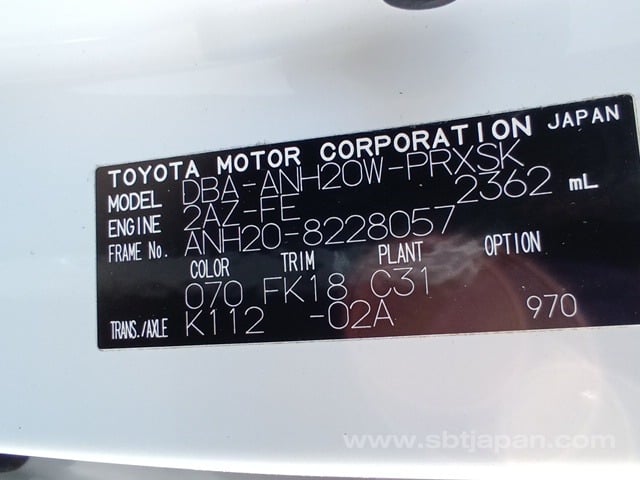 TOYOTA MOTOR CORPORATION JAPAN
MODEL DBA-ANH20W-PRXSK
ENGINE 2AZ-FE 2362 mL
FRAME No. ANH20-8228057
COLOR TRIM PLANT OPTION
070 FK18 C31
TRANS./AXLE K112 -02A 970
www.sbtjapan.com